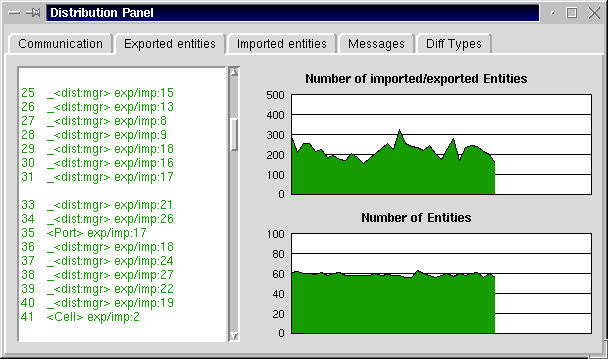 Distribution Panel
Communication Exported entities Imported entities Messages Diff Types
25 _<dist:mgr> exp/imp:15
26 _<dist:mgr> exp/imp:13
27 _<dist:mgr> exp/imp:8
28 _<dist:mgr> exp/imp:9
29 _<dist:mgr> exp/imp:18
30 _<dist:mgr> exp/imp:16
31 _<dist:mgr> exp/imp:17
33 _<dist:mgr> exp/imp:21
34 _<dist:mgr> exp/imp:26
35 <Port> exp/imp:17
36 _<dist:mgr> exp/imp:18
37 _<dist:mgr> exp/imp:24
38 _<dist:mgr> exp/imp:27
39 _<dist:mgr> exp/imp:22
40 _<dist:mgr> exp/imp:19
41 <Cell> exp/imp:2
Number of imported/exported Entities
500
400
300
200
100
0
Number of Entities
100
80
60
40
20
0